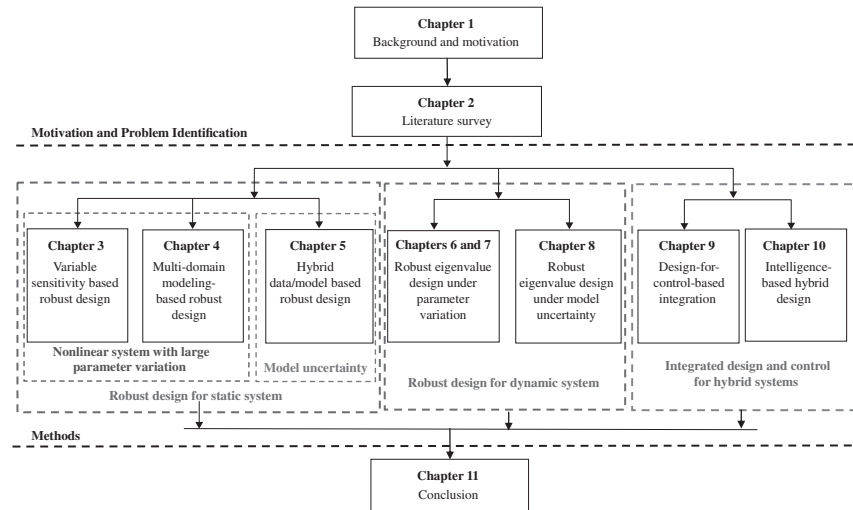 Chapter 1
Background and motivation
Chapter 2
Literature survey
Motivation and Problem Identification
Chapter 3
Variable
sensitivity based
robust design
Chapter 4
Multi-domain
modeling-
based robust
design
Chapter 5
Hybrid
data/model based
robust design
Chapters 6 and 7
Robust eigenvalue
design under
parameter
variation
Chapter 8
Robust
eigenvalue design
under model
uncertainty
Chapter 9
Design-for-
control-based
integration
Chapter 10
Intelligence-
based hybrid
design
Nonlinear system with large
parameter variation
Model uncertainty
Robust design for static system
Robust design for dynamic system
Integrated design and control
for hybrid systems
Methods
Chapter 11
Conclusion